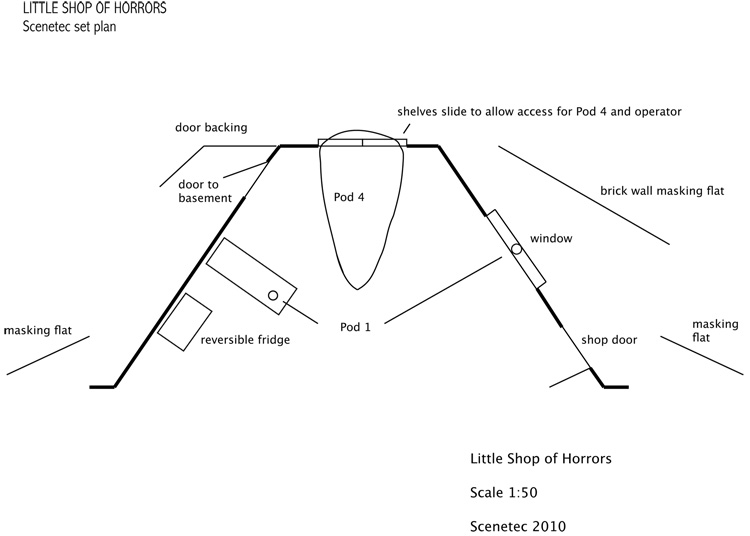 LITTLE SHOP OF HORRORS
Scenetec set plan
shelves slide to allow access for Pod 4 and operator
door backing
door to
basement
Pod 4
brick wall masking flat
window
masking flat
reversible fridge
Pod 1
shop door
masking
flat
Little Shop of Horrors
Scale 1:50
Scenetec 2010